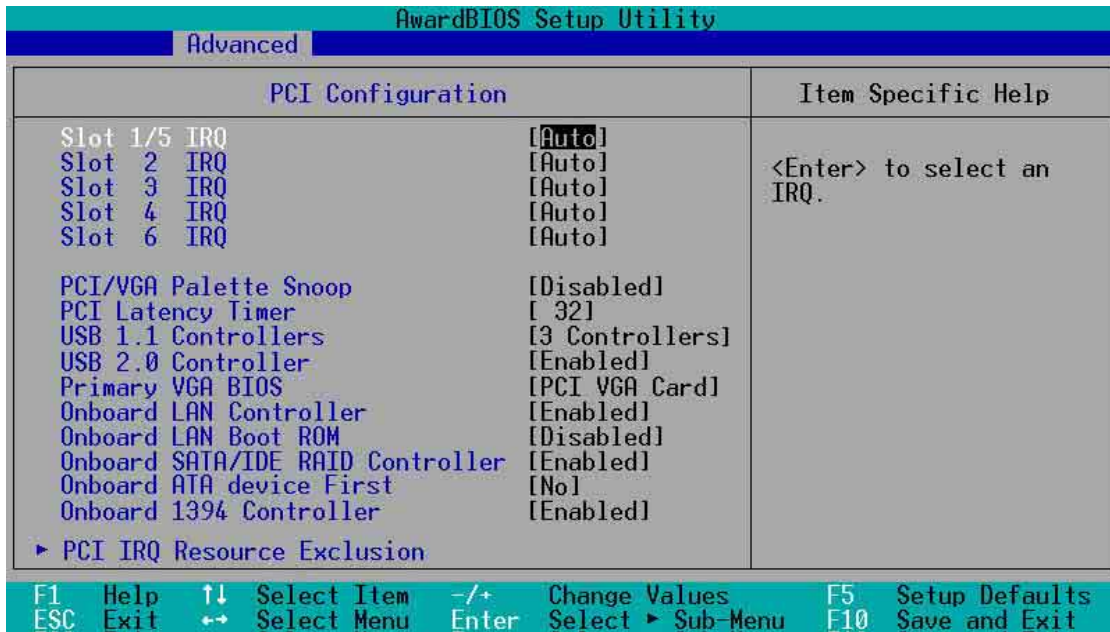 AwardBIOS Setup Utility
Advanced
PCI Configuration
Item Specific Help
Slot 1/5 IRQ [Auto]
Slot 2 IRQ [Auto]
Slot 3 IRQ [Auto]
Slot 4 IRQ [Auto]
Slot 6 IRQ [Auto]
<Enter> to select an
IRQ.
PCI/VGA Palette Snoop [Disabled]
PCI Latency Timer [ 32]
USB 1.1 Controllers [3 Controllers]
USB 2.0 Controller [Enabled]
Primary VGA BIOS [PCI VGA Card]
Onboard LAN Controller [Enabled]
Onboard LAN Boot ROM [Disabled]
Onboard SATA/IDE RAID Controller [Enabled]
Onboard ATA device First [No]
Onboard 1394 Controller [Enabled]
► PCI IRQ Resource Exclusion
F1 Help ↑↓ Select Item -/+ Change Values F5 Setup Defaults
ESC Exit ←→ Select Menu Enter Select ► Sub-Menu F10 Save and Exit